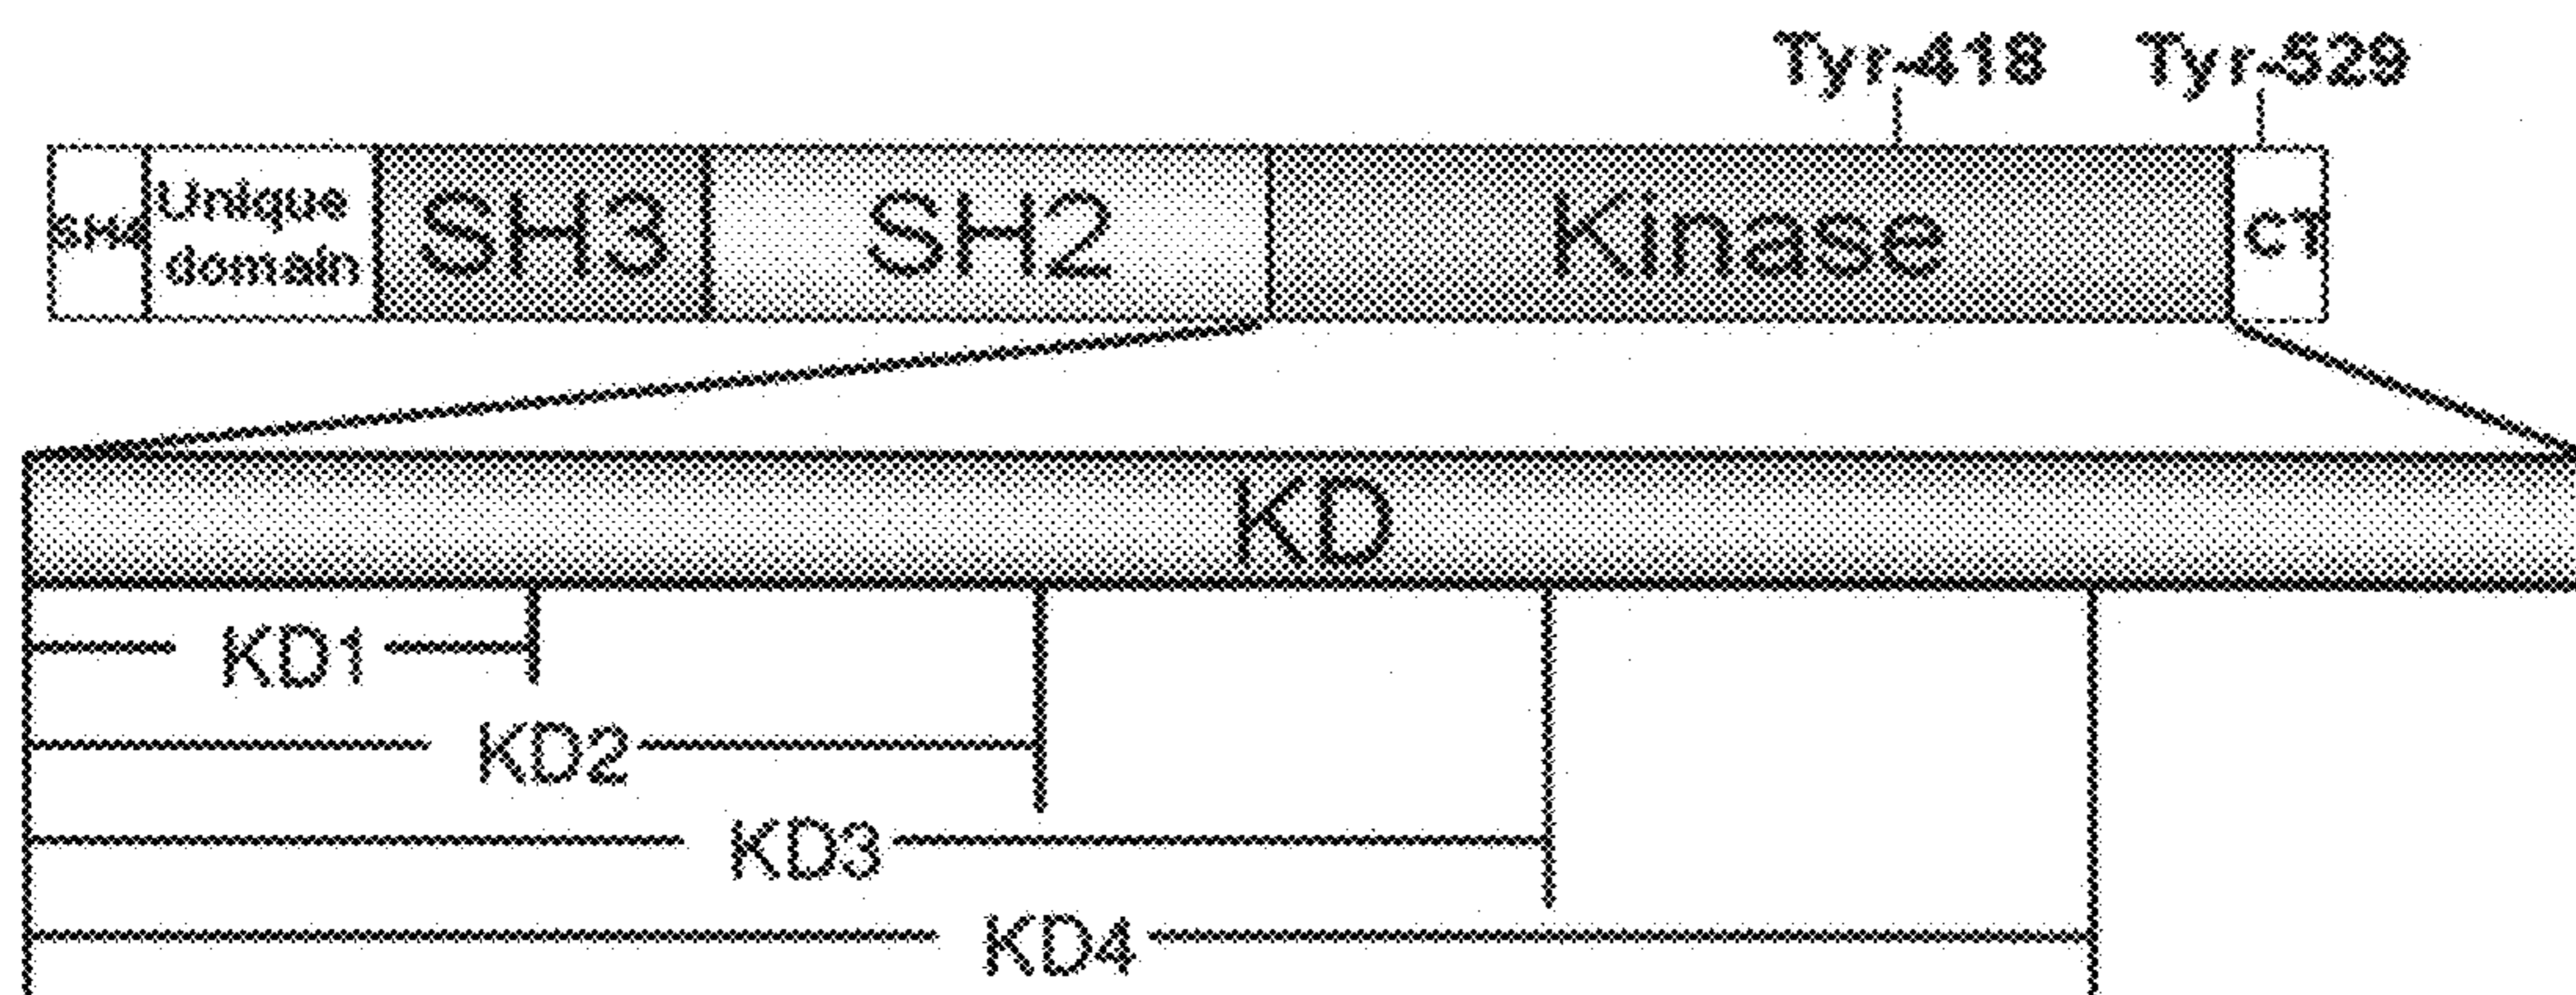 Tyr-418 Tyr-529
SH4 Unique domain SH3 SH2 Kinase CT
KD
KD1
KD2
KD3
KD4